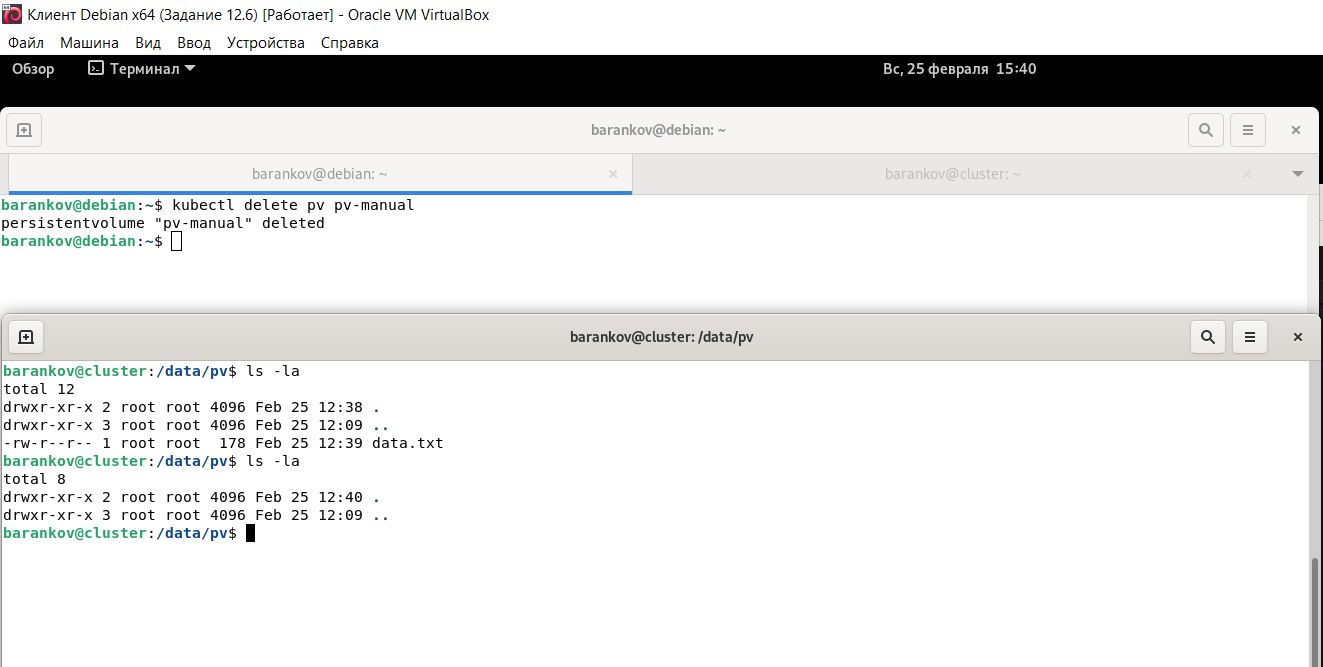 Клиент Debian x64 (Задание 12.6) [Работает] - Oracle VM VirtualBox
Файл Машина Вид Ввод Устройства Справка
Обзор Терминал Вс, 25 февраля 15:40
barankov@debian: ~
barankov@debian: ~ barankov@cluster: ~
barankov@debian:~$ kubectl delete pv pv-manual
persistentvolume "pv-manual" deleted
barankov@debian:~$
barankov@cluster: /data/pv
barankov@cluster:/data/pv$ ls -la
total 12
drwxr-xr-x 2 root root 4096 Feb 25 12:38 .
drwxr-xr-x 3 root root 4096 Feb 25 12:09 ..
-rw-r--r-- 1 root root  178 Feb 25 12:39 data.txt
barankov@cluster:/data/pv$ ls -la
total 8
drwxr-xr-x 2 root root 4096 Feb 25 12:40 .
drwxr-xr-x 3 root root 4096 Feb 25 12:09 ..
barankov@cluster:/data/pv$